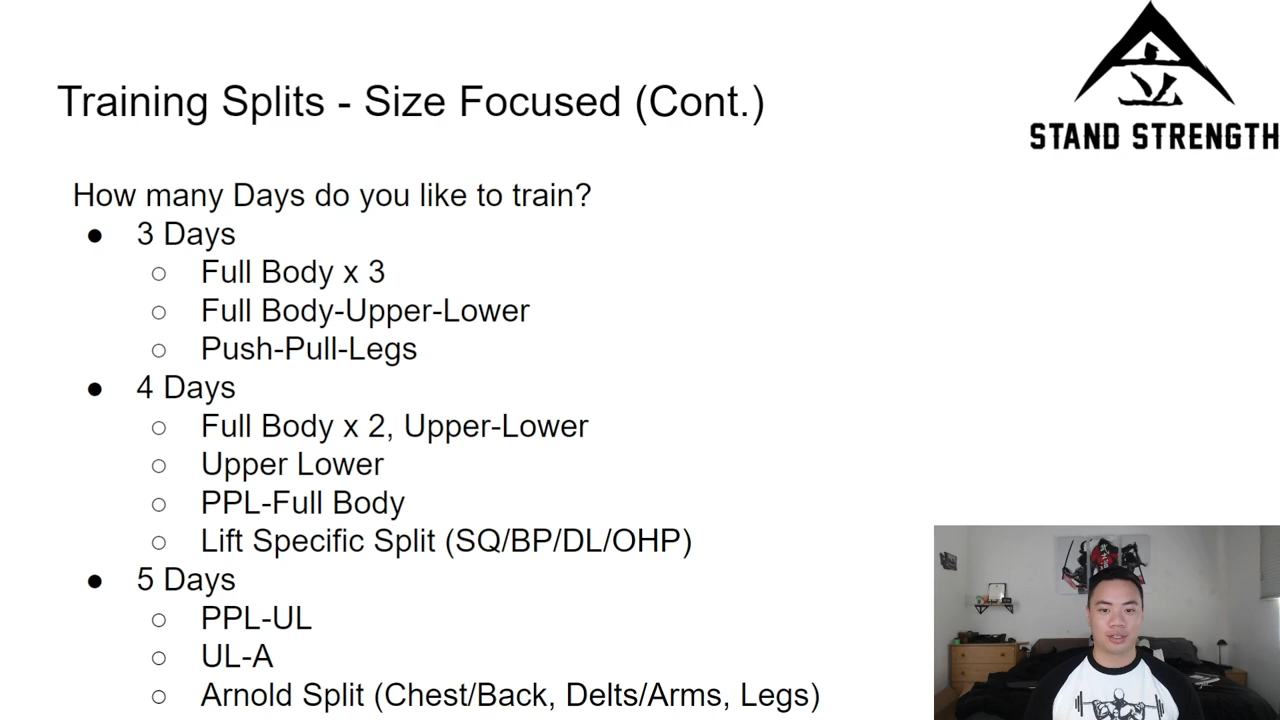 Training Splits - Size Focused (Cont.)
立
STAND STRENGTH
How many Days do you like to train?
● 3 Days
○ Full Body x 3
○ Full Body-Upper-Lower
○ Push-Pull-Legs
● 4 Days
○ Full Body x 2, Upper-Lower
○ Upper Lower
○ PPL-Full Body
○ Lift Specific Split (SQ/BP/DL/OHP)
● 5 Days
○ PPL-UL
○ UL-A
○ Arnold Split (Chest/Back, Delts/Arms, Legs)